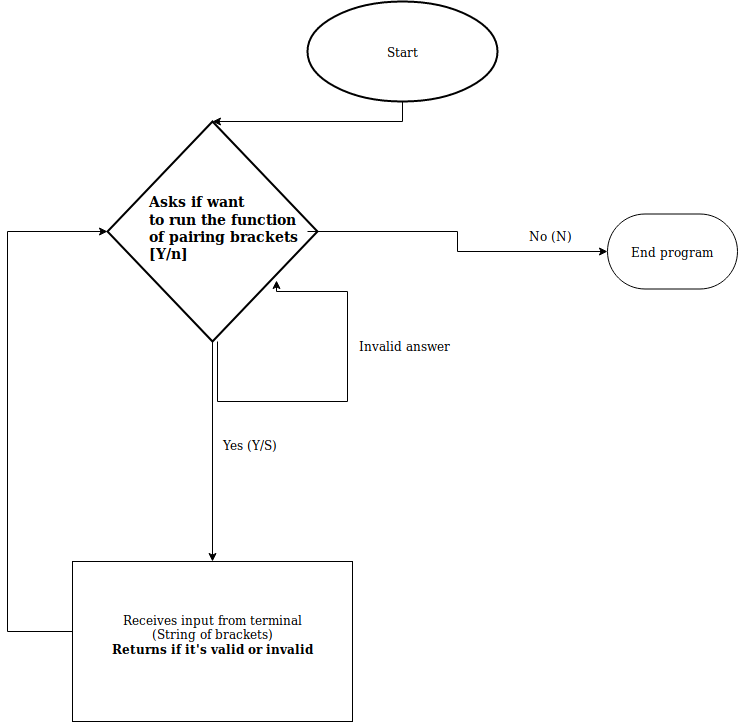 Start
Asks if want
to run the function
of pairing brackets
[Y/n]
No (N)
End program
Invalid answer
Yes (Y/S)
Receives input from terminal
(String of brackets)
Returns if it's valid or invalid